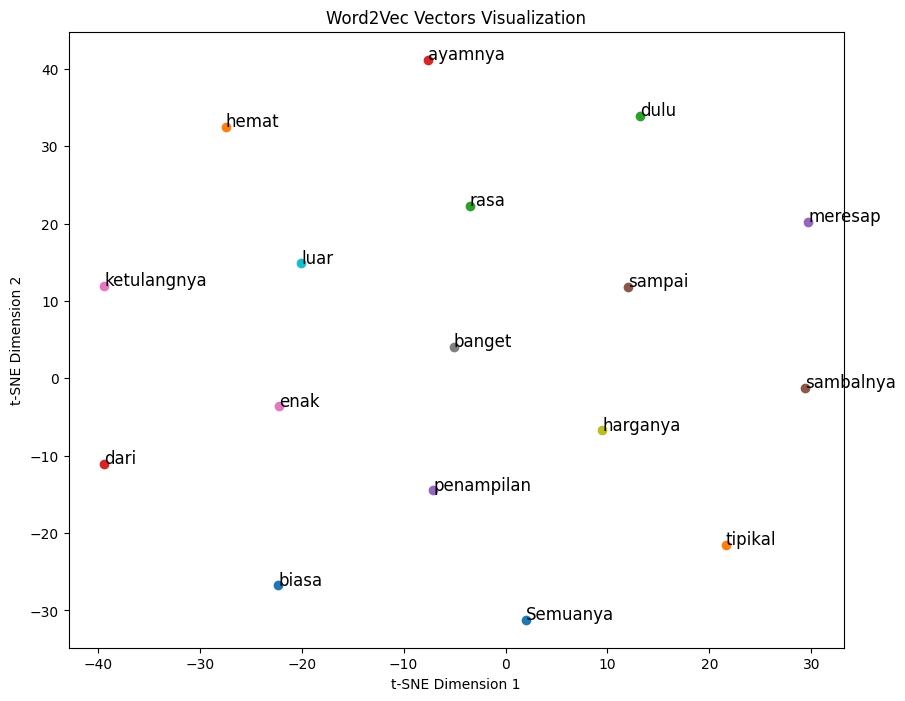 Word2Vec Vectors Visualization
ayamnya
hemat
dulu
rasa
meresap
luar
ketulangnya
sampai
banget
sambalnya
enak
harganya
dari
penampilan
tipikal
biasa
Semuanya
40
30
20
10
0
−10
−20
−30
t-SNE Dimension 2
−40 −30 −20 −10 0 10 20 30
t-SNE Dimension 1